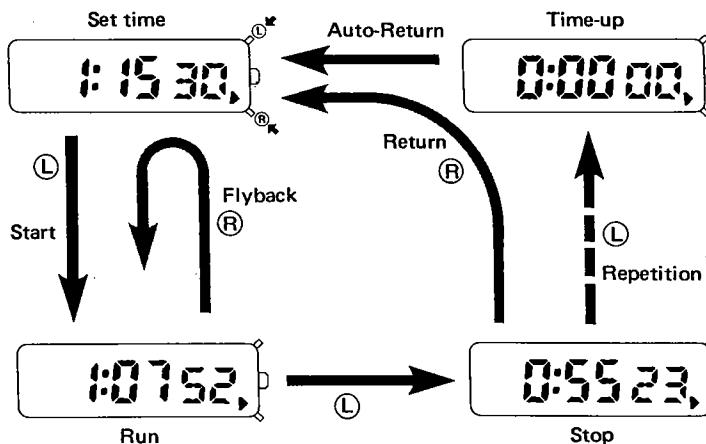 Set time
Time-up
L
Auto-Return
1:15 30
0:00 00
R
Return
R
L
Flyback
R
Start
L
Repetition
1:07 52
0:55 23
L
Run
Stop